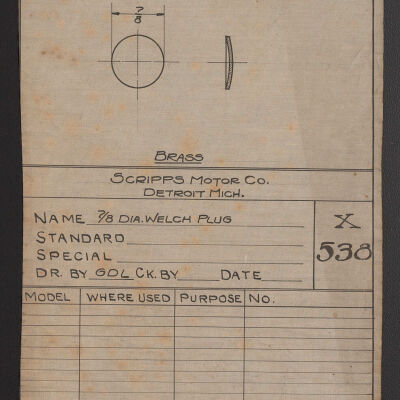 7/8
BRASS
SCRIPPS MOTOR CO.
DETROIT MICH.
NAME 7/8 DIA. WELCH PLUG
STANDARD
SPECIAL
DR. BY GDL CK. BY DATE
X
538
MODEL WHERE USED PURPOSE NO.